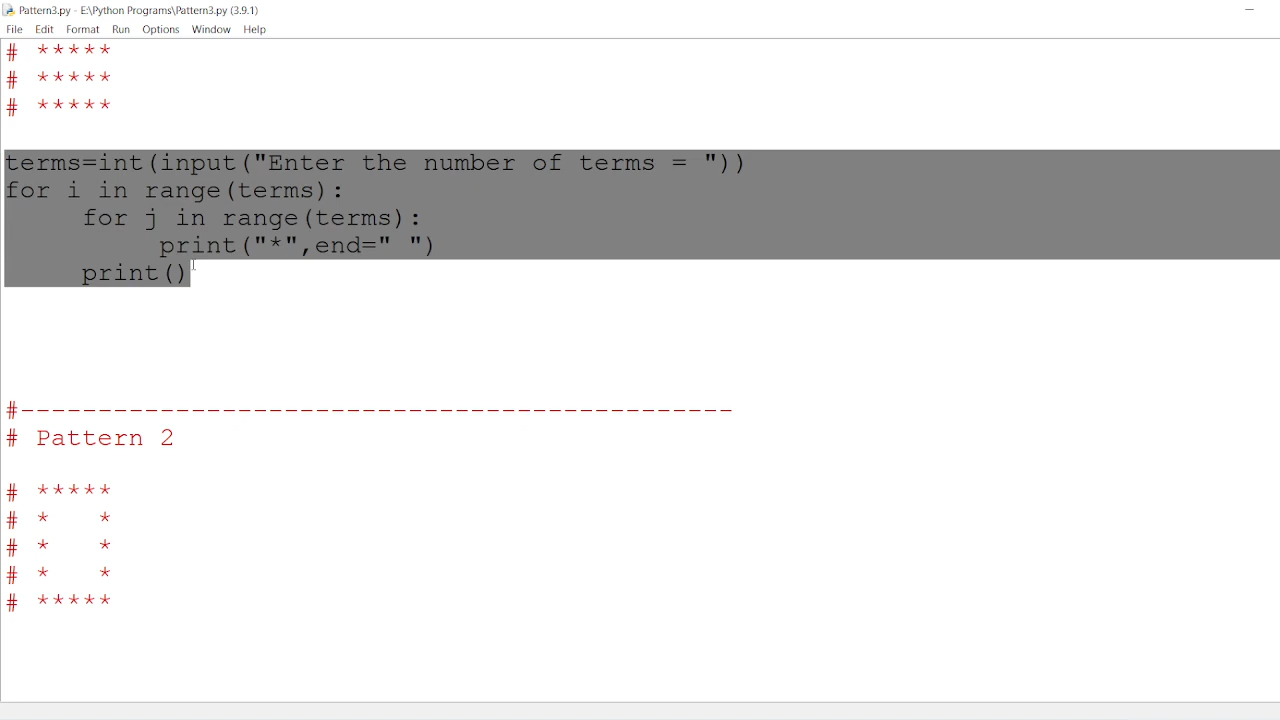 Pattern3.py - E:\Python Programs\Pattern3.py (3.9.1)
File Edit Format Run Options Window Help
# *****
# *****
# *****
terms=int(input("Enter the number of terms = "))
for i in range(terms):
     for j in range(terms):
          print("*",end=" ")
     print()
#----------------------------------------------
# Pattern 2
# *****
# *   *
# *   *
# *   *
# *****